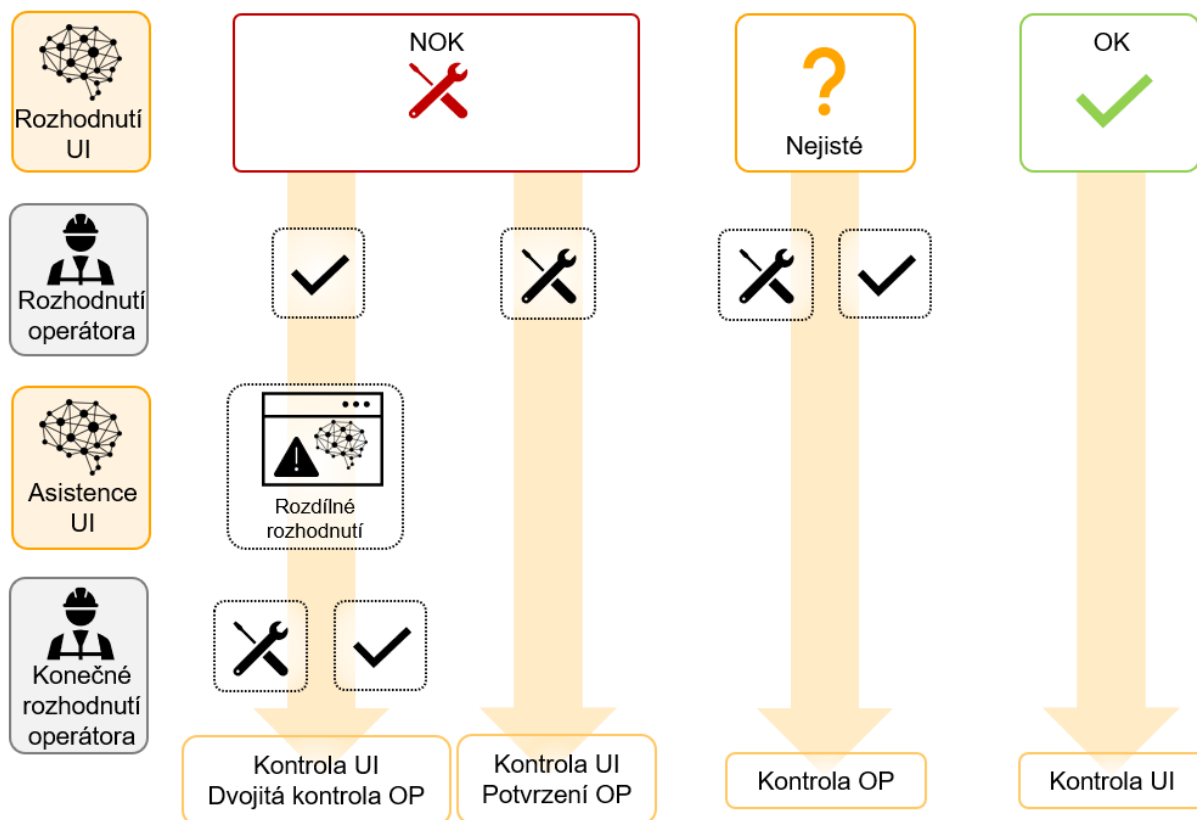 Rozhodnutí
UI
NOK
?
Nejisté
OK
Rozhodnutí
operátora
Asistence
UI
Rozdílné
rozhodnutí
Konečné
rozhodnutí
operátora
Kontrola UI
Dvojitá kontrola OP
Kontrola UI
Potvrzení OP
Kontrola OP
Kontrola UI